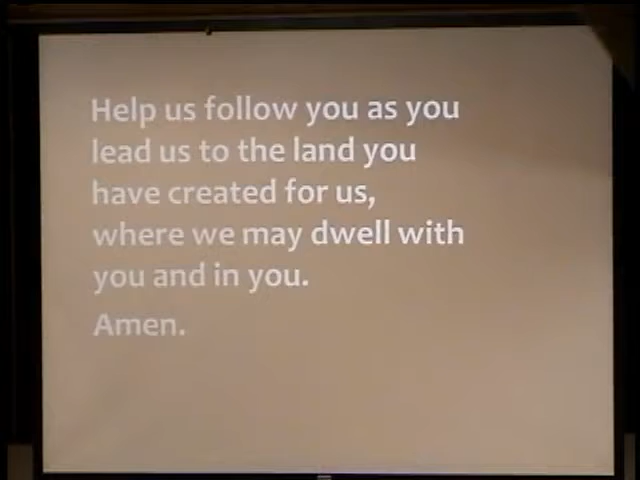 Help us follow you as you
lead us to the land you
have created for us,
where we may dwell with
you and in you.
Amen.